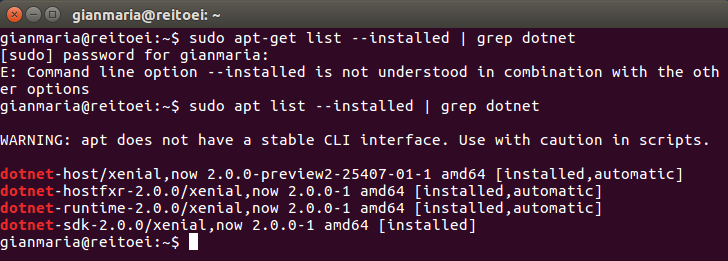 gianmaria@reitoei: ~
gianmaria@reitoei:~$ sudo apt-get list --installed | grep dotnet
[sudo] password for gianmaria:
E: Command line option --installed is not understood in combination with the oth
er options
gianmaria@reitoei:~$ sudo apt list --installed | grep dotnet
WARNING: apt does not have a stable CLI interface. Use with caution in scripts.
dotnet-host/xenial,now 2.0.0-preview2-25407-01-1 amd64 [installed,automatic]
dotnet-hostfxr-2.0.0/xenial,now 2.0.0-1 amd64 [installed,automatic]
dotnet-runtime-2.0.0/xenial,now 2.0.0-1 amd64 [installed,automatic]
dotnet-sdk-2.0.0/xenial,now 2.0.0-1 amd64 [installed]
gianmaria@reitoei:~$